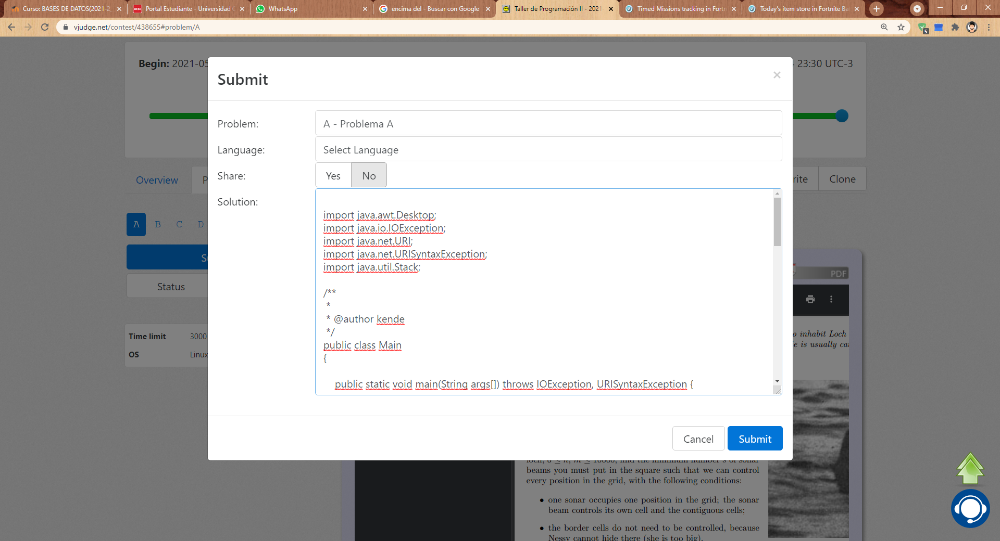 Curso: BASES DE DATOS(2021-2
Portal Estudiante - Universidad C
WhatsApp
encima del - Buscar con Google
Taller de Programación II - 2021-
Timed Missions tracking in Fortn
Today's item store in Fortnite Ba
vjudge.net/contest/438655#problem/A
5
Begin: 2021-05
23:30 UTC-3
Submit
Problem:
A - Problema A
Language:
Select Language
Share:
Yes
No
Overview
P
rite
Clone
Solution:
import java.awt.Desktop;
import java.io.IOException;
import java.net.URI;
import java.net.URISyntaxException;
import java.util.Stack;
/**
*
* @author kende
*/
public class Main
{
public static void main(String args[]) throws IOException, URISyntaxException {
A B C D
S
Status
PDF
Time limit 3000
OS Linux
o inhabit Loch
ie is usually ca
Cancel
Submit
beams you must put in the square such that we can control
every position in the grid, with the following conditions:
• one sonar occupies one position in the grid; the sonar
beam controls its own cell and the contiguous cells;
• the border cells do not need to be controlled, because
Nessy cannot hide there (she is too big).